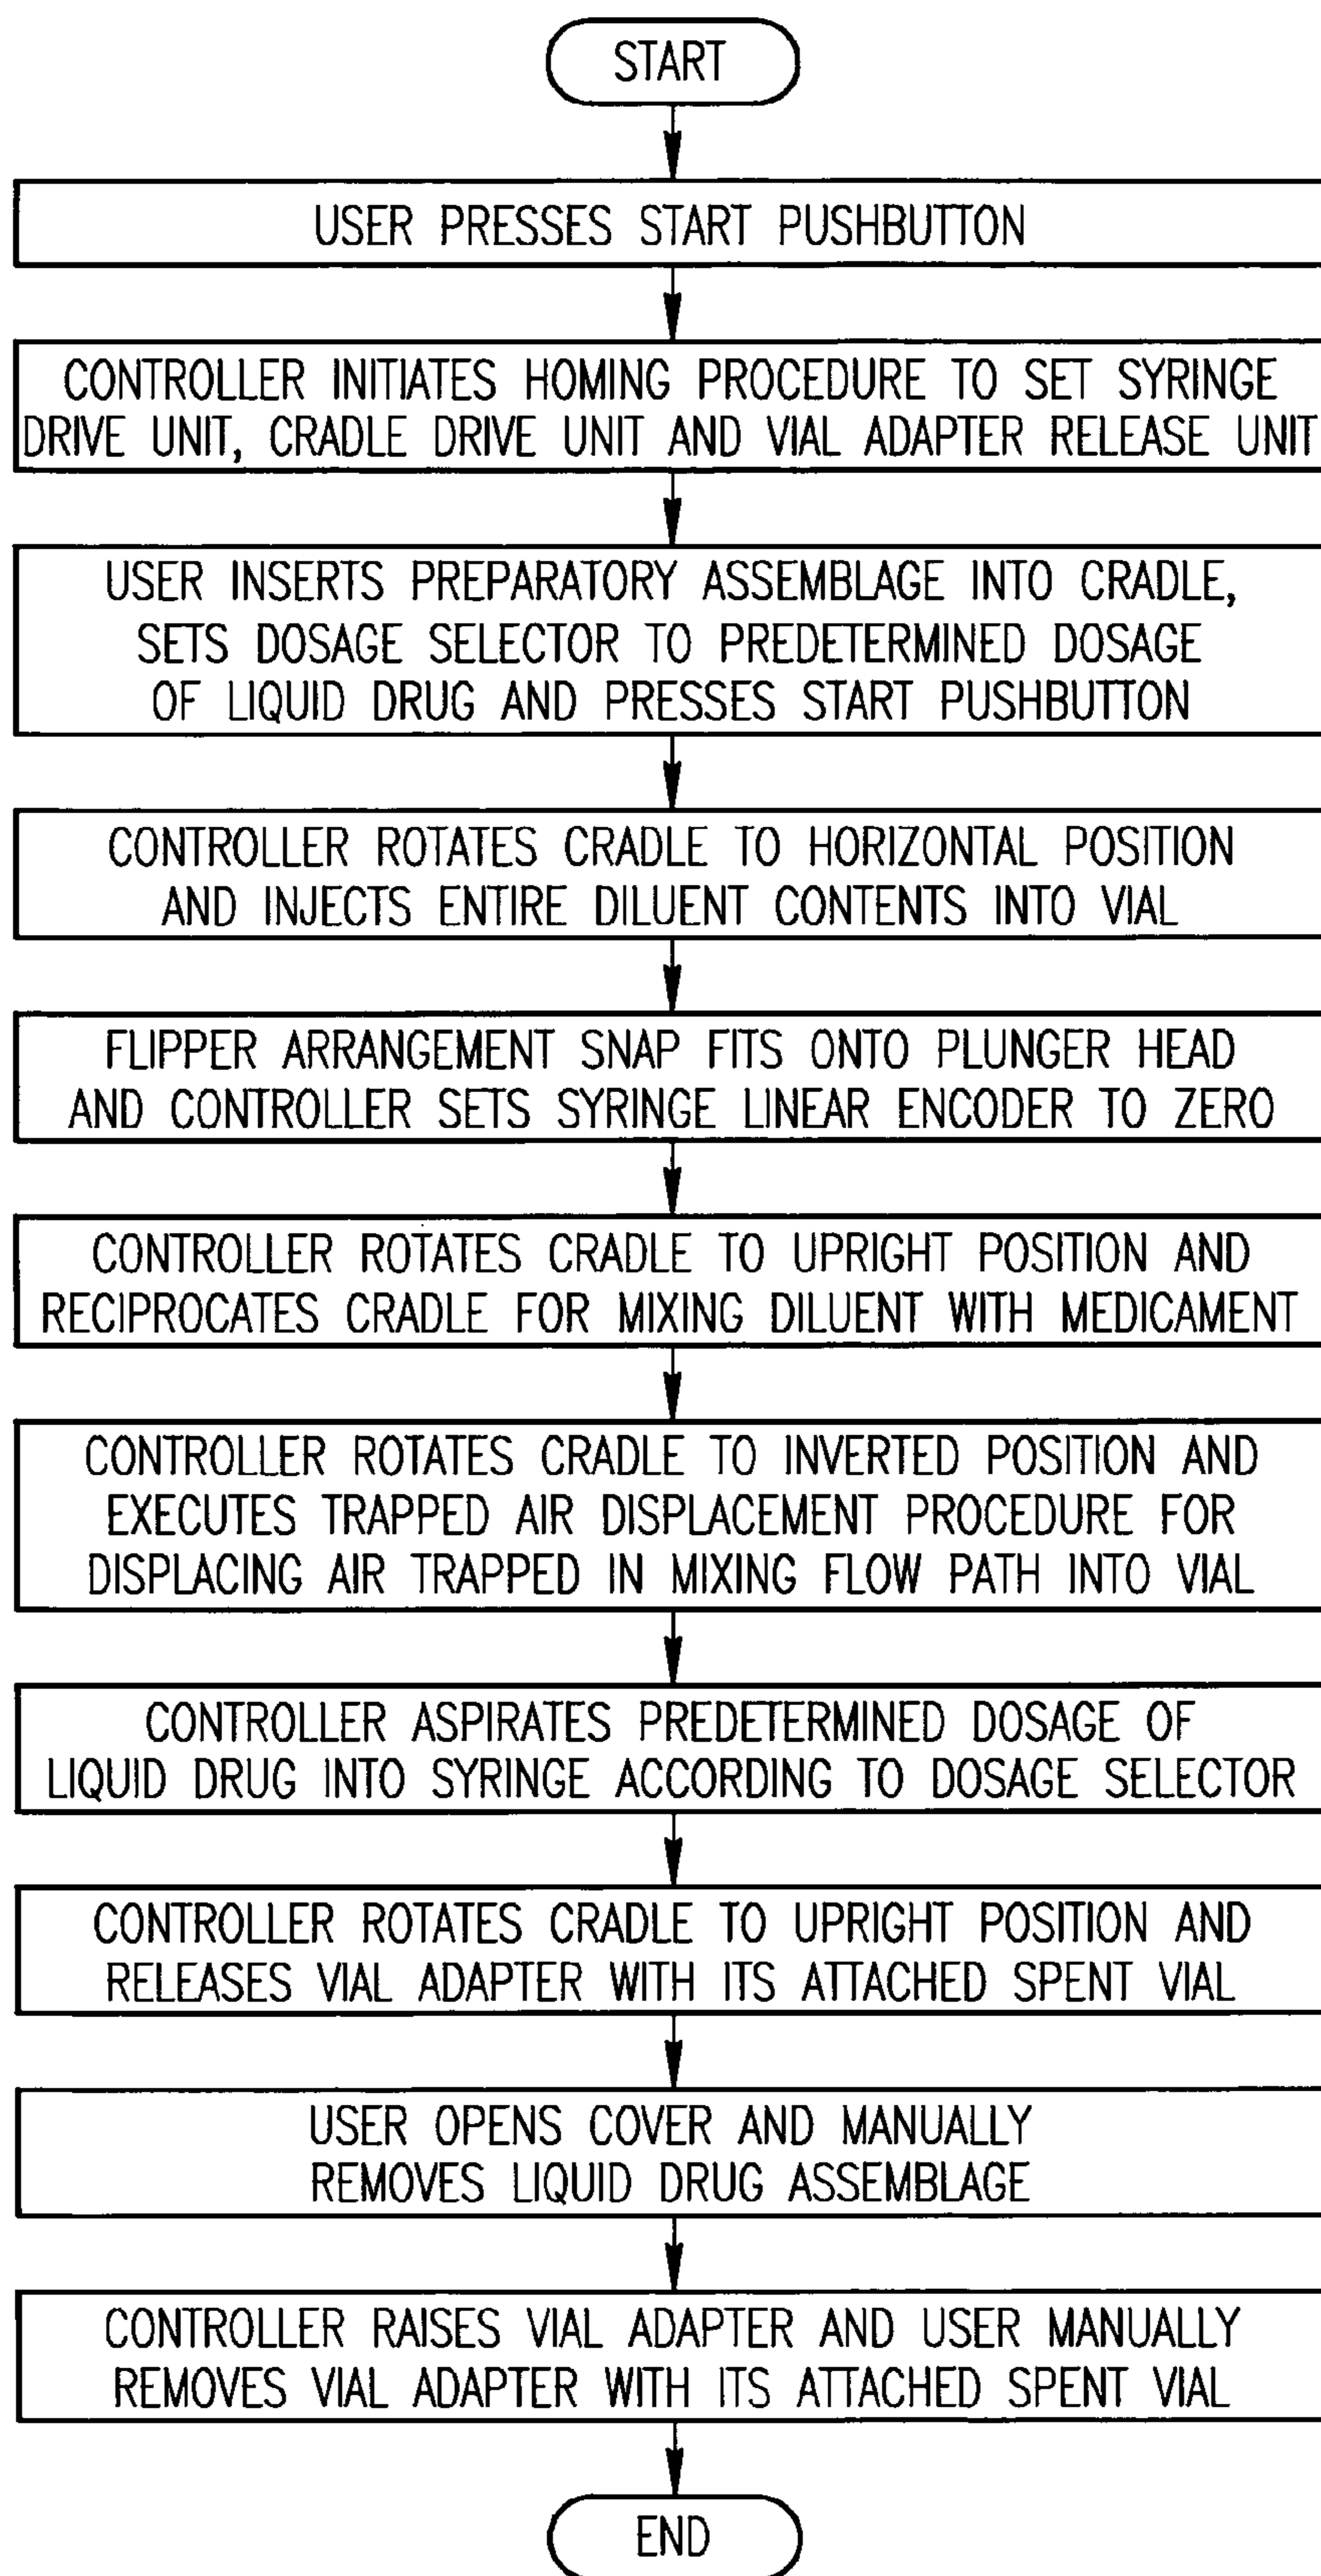 START
USER PRESSES START PUSHBUTTON
CONTROLLER INITIATES HOMING PROCEDURE TO SET SYRINGE
DRIVE UNIT, CRADLE DRIVE UNIT AND VIAL ADAPTER RELEASE UNIT
USER INSERTS PREPARATORY ASSEMBLAGE INTO CRADLE,
SETS DOSAGE SELECTOR TO PREDETERMINED DOSAGE
OF LIQUID DRUG AND PRESSES START PUSHBUTTON
CONTROLLER ROTATES CRADLE TO HORIZONTAL POSITION
AND INJECTS ENTIRE DILUENT CONTENTS INTO VIAL
FLIPPER ARRANGEMENT SNAP FITS ONTO PLUNGER HEAD
AND CONTROLLER SETS SYRINGE LINEAR ENCODER TO ZERO
CONTROLLER ROTATES CRADLE TO UPRIGHT POSITION AND
RECIPROCATES CRADLE FOR MIXING DILUENT WITH MEDICAMENT
CONTROLLER ROTATES CRADLE TO INVERTED POSITION AND
EXECUTES TRAPPED AIR DISPLACEMENT PROCEDURE FOR
DISPLACING AIR TRAPPED IN MIXING FLOW PATH INTO VIAL
CONTROLLER ASPIRATES PREDETERMINED DOSAGE OF
LIQUID DRUG INTO SYRINGE ACCORDING TO DOSAGE SELECTOR
CONTROLLER ROTATES CRADLE TO UPRIGHT POSITION AND
RELEASES VIAL ADAPTER WITH ITS ATTACHED SPENT VIAL
USER OPENS COVER AND MANUALLY
REMOVES LIQUID DRUG ASSEMBLAGE
CONTROLLER RAISES VIAL ADAPTER AND USER MANUALLY
REMOVES VIAL ADAPTER WITH ITS ATTACHED SPENT VIAL
END